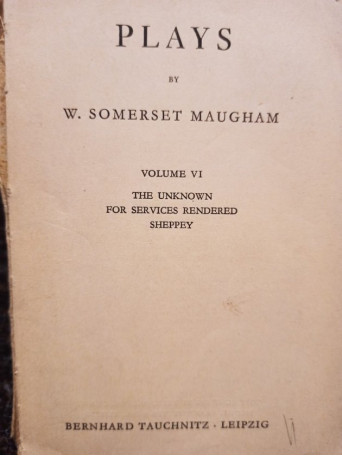 PLAYS
BY
W. SOMERSET MAUGHAM
VOLUME VI
THE UNKNOWN
FOR SERVICES RENDERED
SHEPPEY
BERNHARD TAUCHNITZ · LEIPZIG